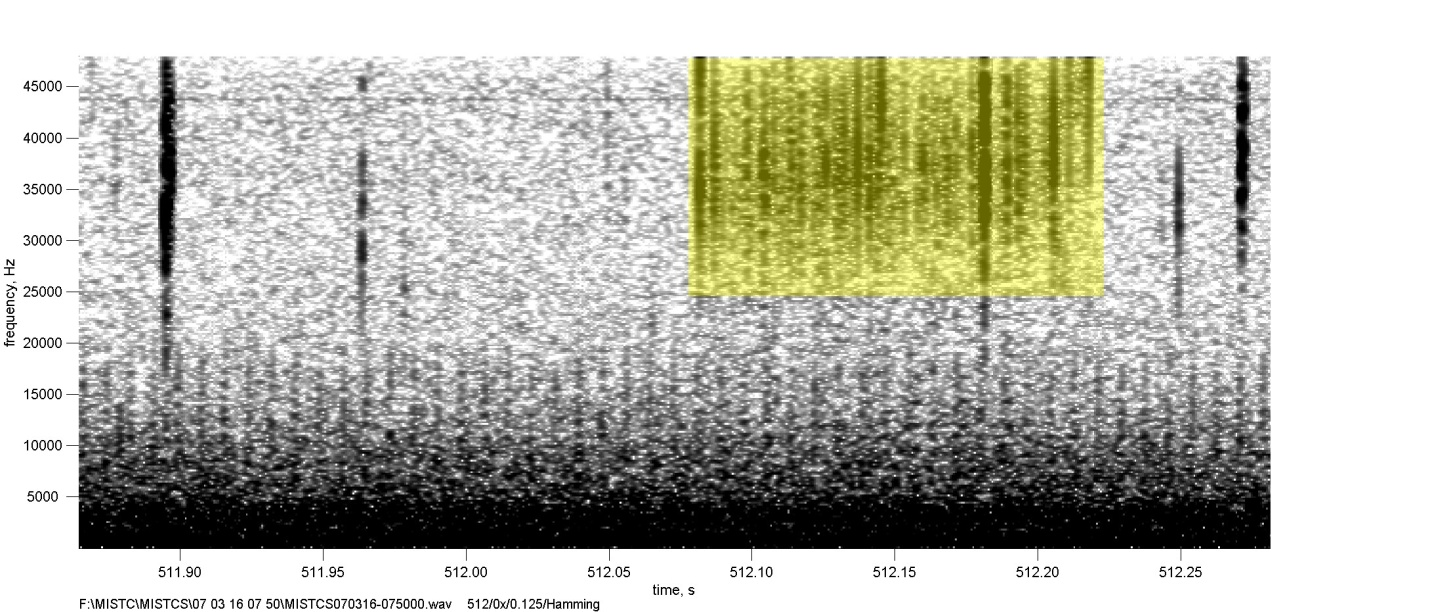 45000
40000
35000
30000
25000
20000
15000
10000
5000
frequency, Hz
511.90 511.95 512.00 512.05 512.10 512.15 512.20 512.25
time, s
F:\MISTC\MISTCS\07 03 16 07 50\MISTCS070316-075000.wav 512/0x/0.125/Hamming